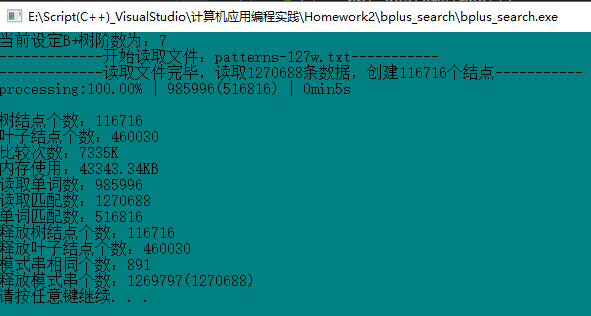 E:\Script(C++)_VisualStudio\计算机应用编程实践\Homework2\bplus_search\bplus_search.exe
当前设定B+树阶数为：7
------------开始读取文件：patterns-127w.txt-----------
------------读取文件完毕，读取1270688条数据，创建116716个结点-----------
processing:100.00% | 985996(516816) | 0min5s
树结点个数：116716
叶子结点个数：460030
比较次数：7335K
内存使用：43343.34KB
读取单词数：985996
读取匹配数：1270688
单词匹配数：516816
释放树结点个数：116716
释放叶子结点个数：460030
模式串相同个数：891
释放模式串个数：1269797(1270688)
请按任意键继续. . .